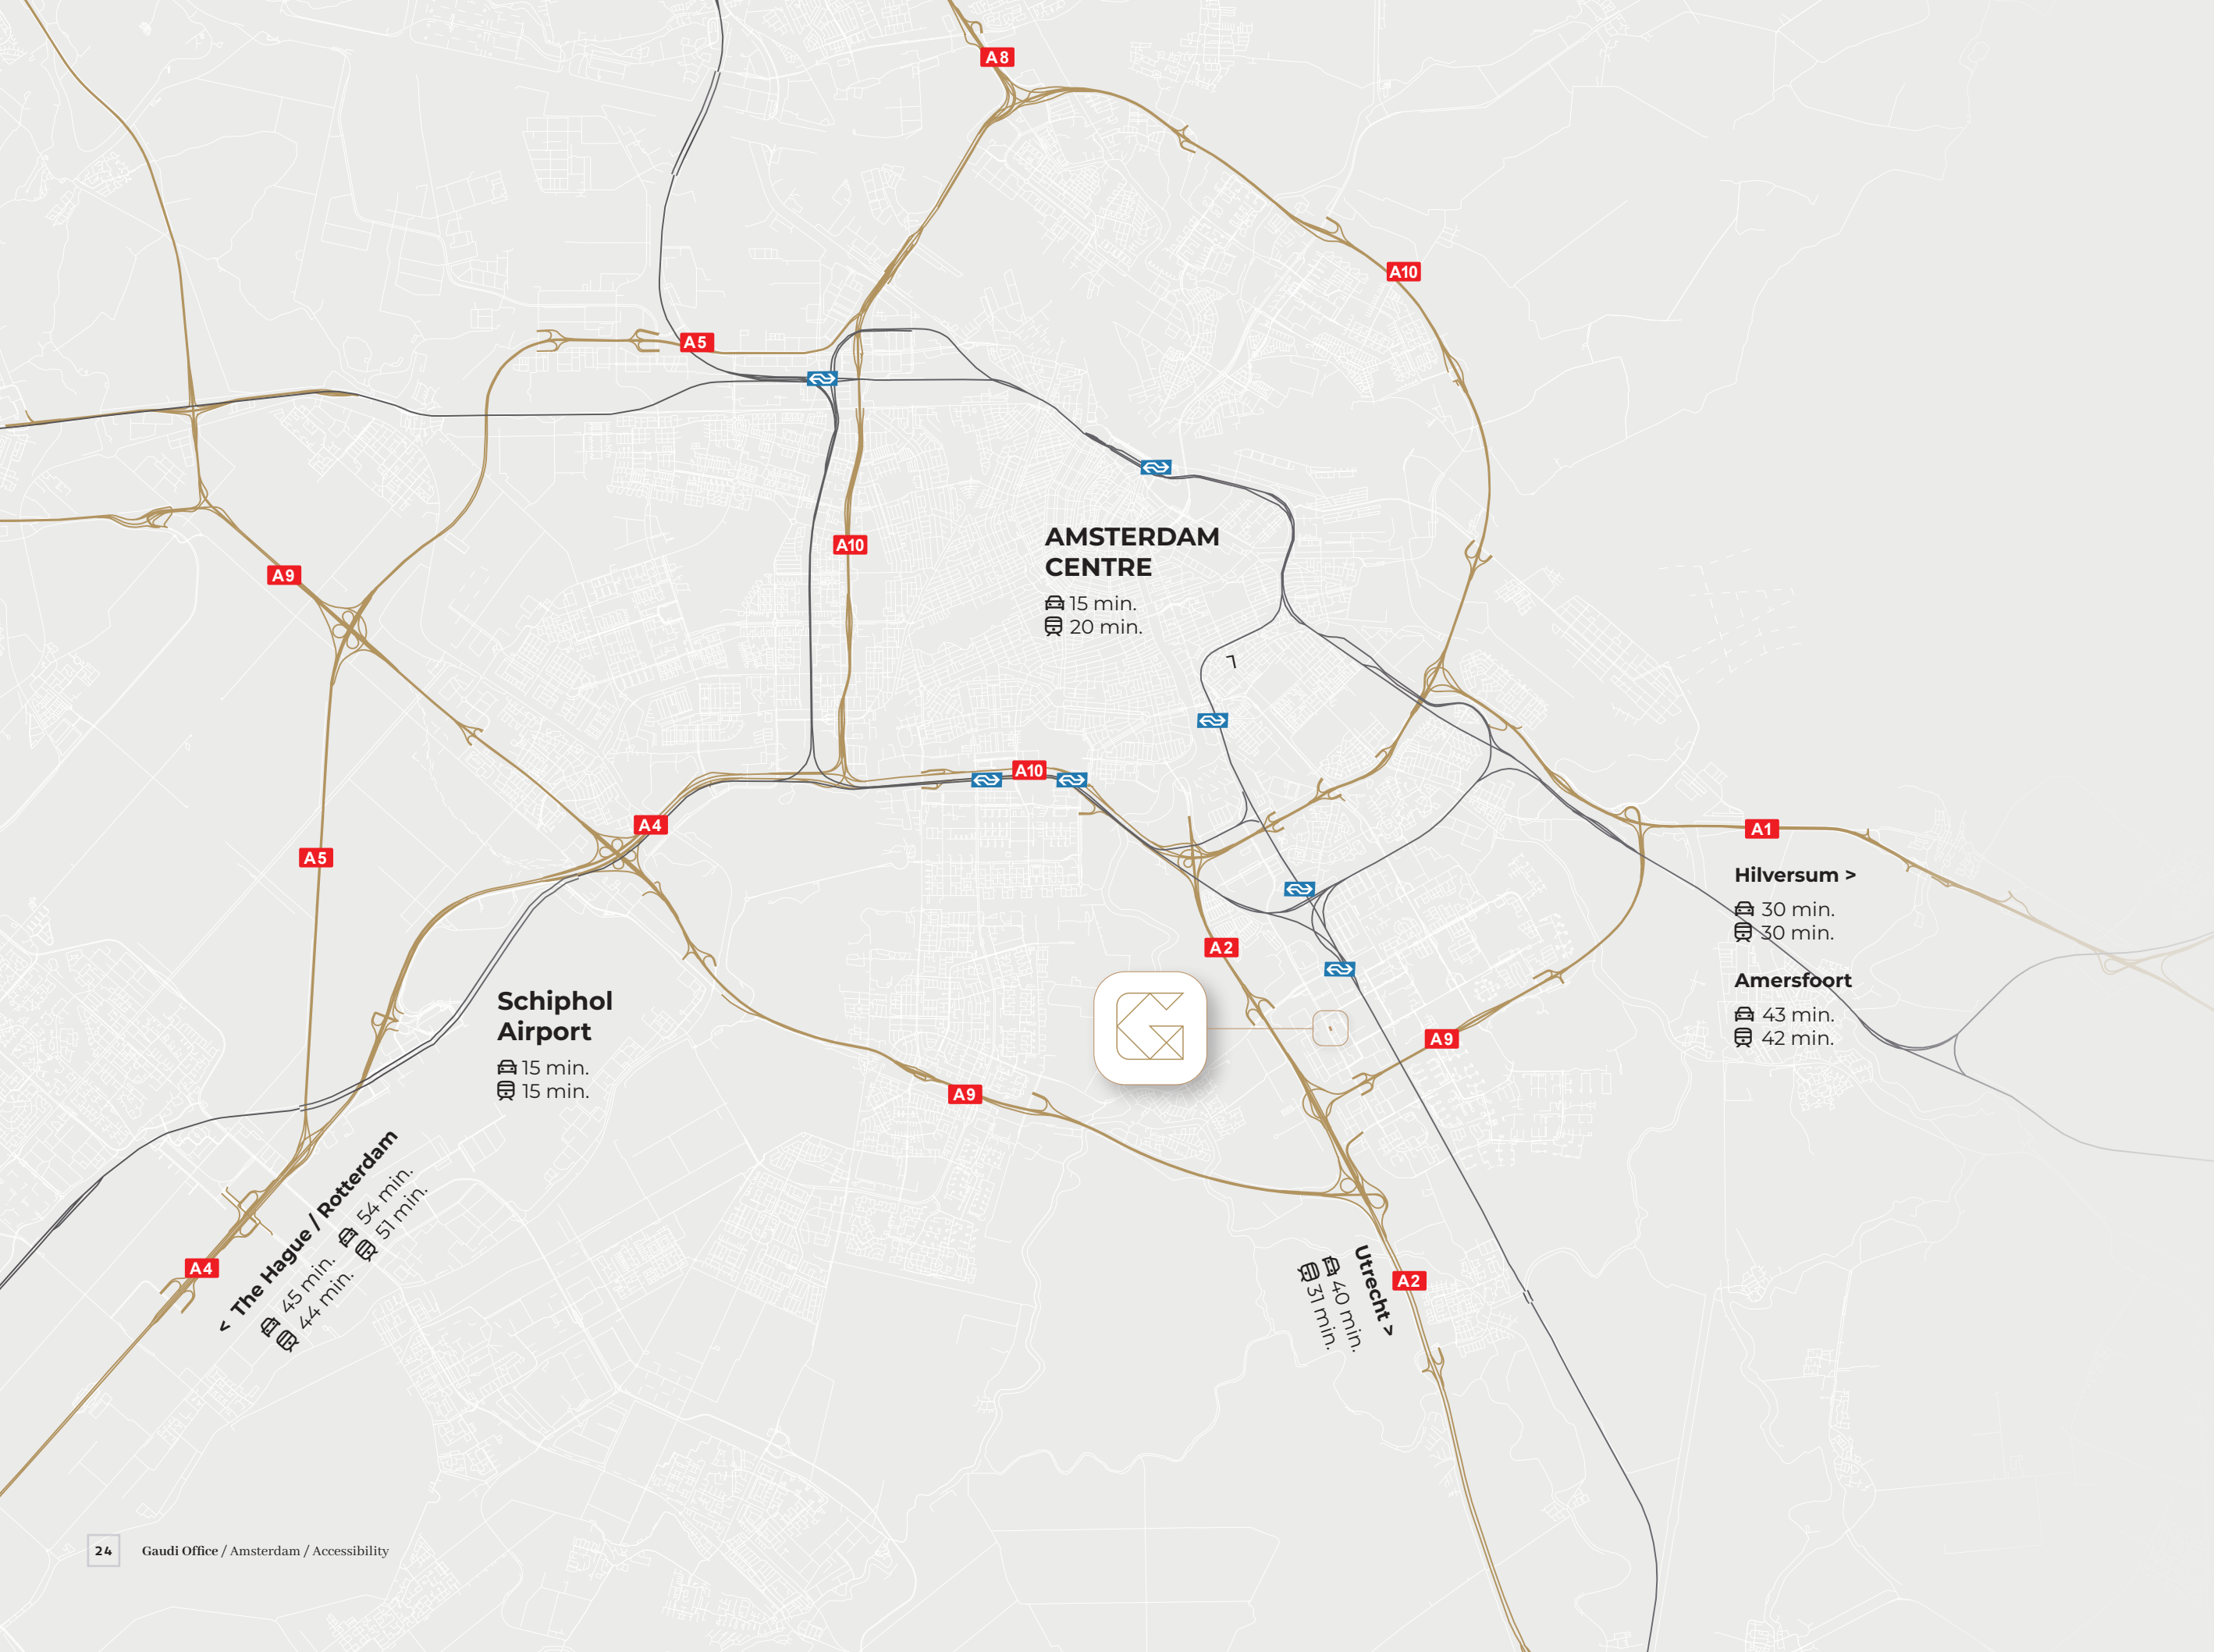 A8
A10
A5
AMSTERDAM
CENTRE
15 min.
20 min.
A10
A9
A10
A4
A1
A5
Hilversum >
30 min.
30 min.
A2
Amersfoort
43 min.
42 min.
Schiphol
Airport
15 min.
15 min.
A9
A9
< The Hague / Rotterdam
45 min. 54 min.
44 min. 51 min.
A4
Utrecht >
40 min.
31 min.
A2
24 Gaudi Office / Amsterdam / Accessibility